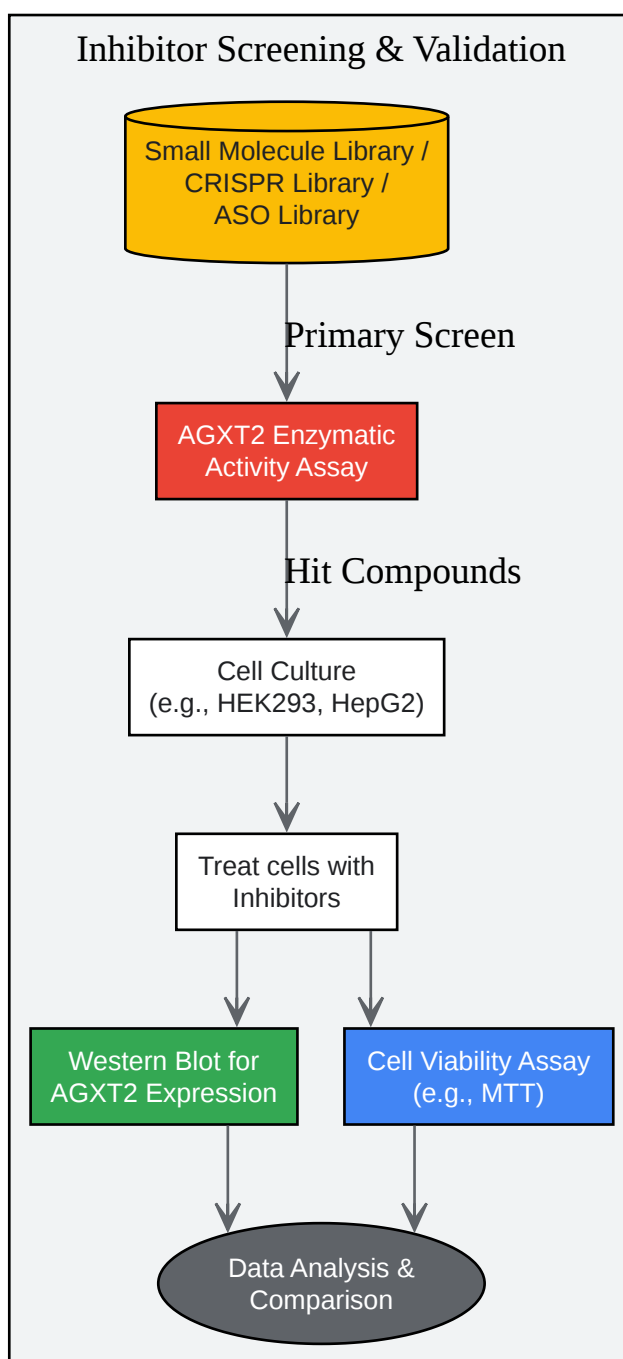 Inhibitor Screening & Validation
Small Molecule Library /
CRISPR Library /
ASO Library
Primary Screen
AGXT2 Enzymatic
Activity Assay
Hit Compounds
Cell Culture
(e.g., HEK293, HepG2)
Treat cells with
Inhibitors
Western Blot for
AGXT2 Expression
Cell Viability Assay
(e.g., MTT)
Data Analysis &
Comparison